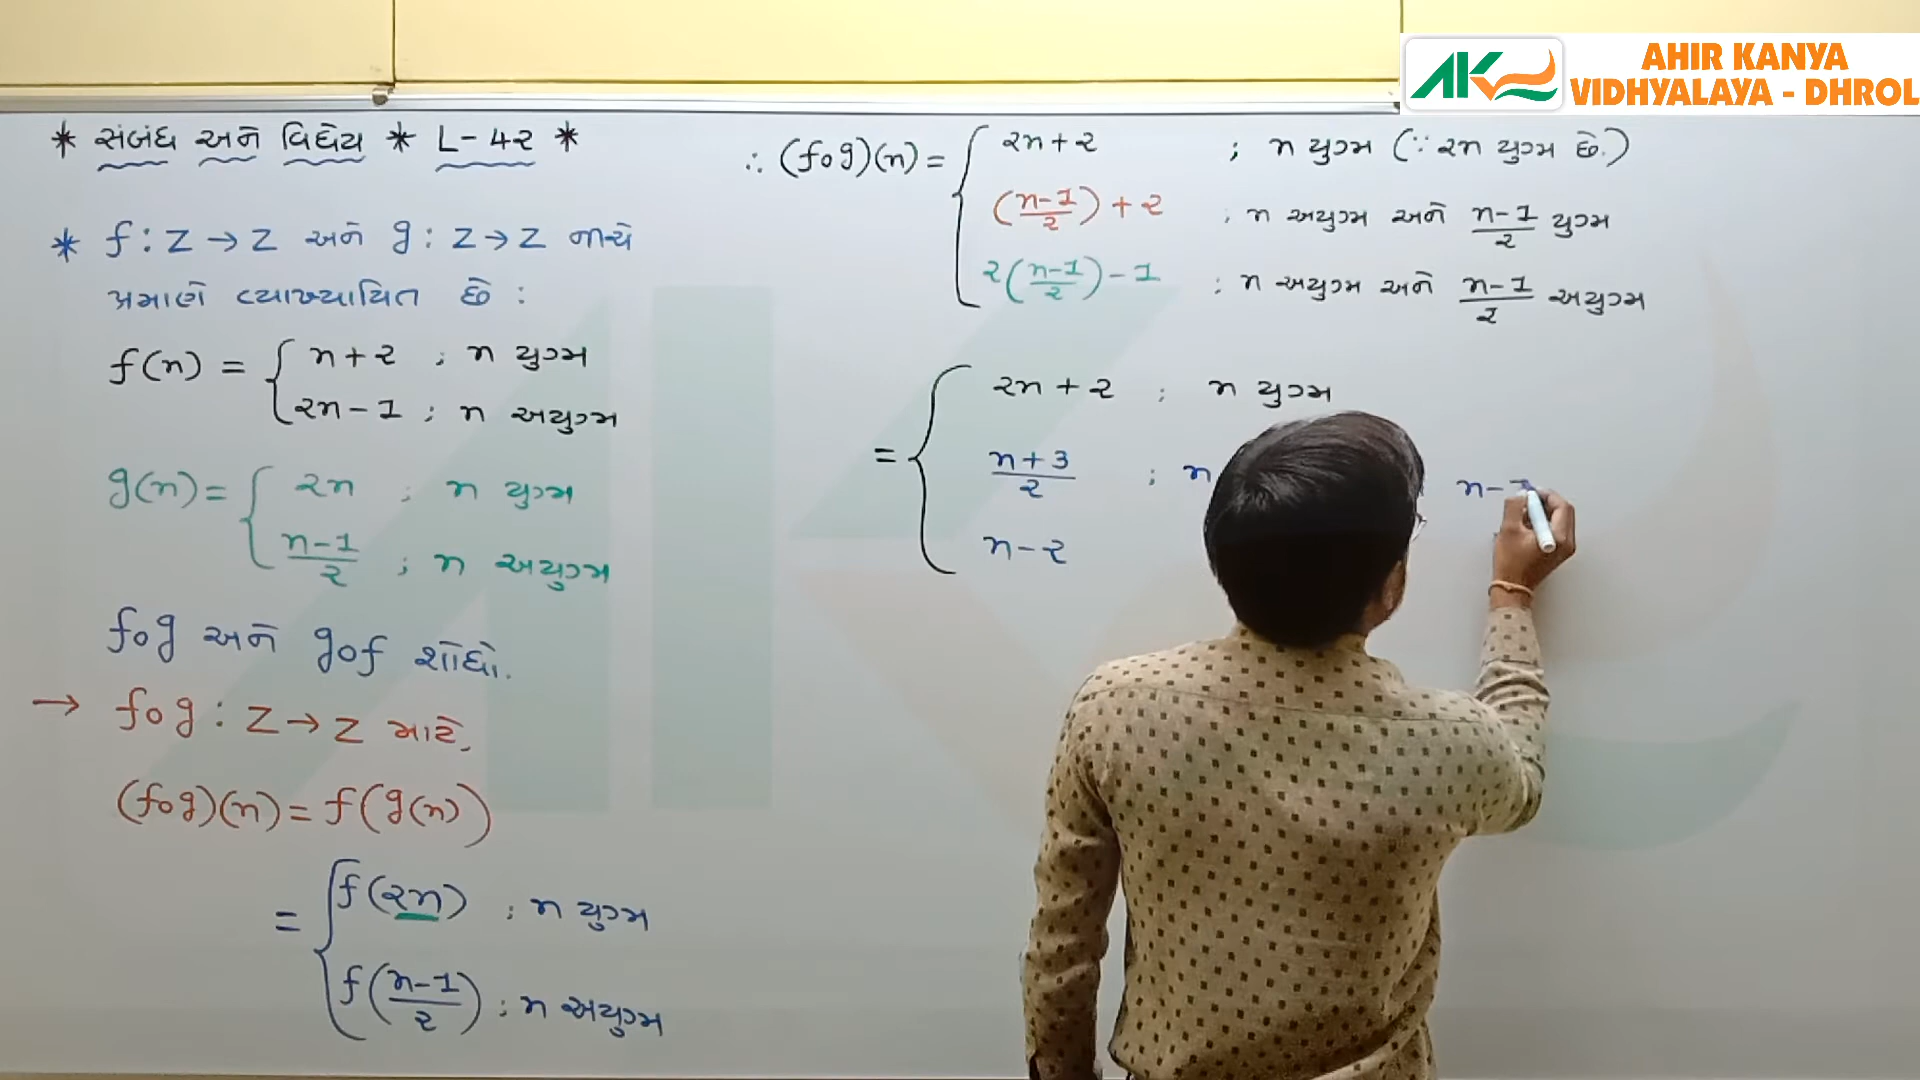 AHIR KANYA
VIDHYALAYA - DHROL
* સંબંધ અને વિધેય * L-42 *
* f : Z → Z અને g : Z → Z નીચે
પ્રમાણે વ્યાખ્યાયિત છે :
f(n) = { n+2 ; n યુગ્મ
2n-1 ; n અયુગ્મ
g(n) = { 2n ; n યુગ્મ
(n-1)/2 ; n અયુગ્મ
fog અને gof શોધો.
→ fog : Z → Z માટે,
(fog)(n) = f(g(n))
= { f(2n) ; n યુગ્મ
f((n-1)/2) ; n અયુગ્મ
∴ (fog)(n) = { 2n+2 ; n યુગ્મ (∵ 2n યુગ્મ છે.)
((n-1)/2) + 2 ; n અયુગ્મ અને (n-1)/2 યુગ્મ
2((n-1)/2) - 1 ; n અયુગ્મ અને (n-1)/2 અયુગ્મ
= { 2n+2 ; n યુગ્મ
(n+3)/2 ; n n-1
n-2